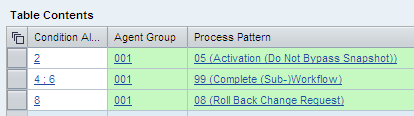 Table Contents
Condition Al... Agent Group Process Pattern
2 001 05 (Activation (Do Not Bypass Snapshot))
4 ; 6 001 99 (Complete (Sub-)Workflow)
8 001 08 (Roll Back Change Request)